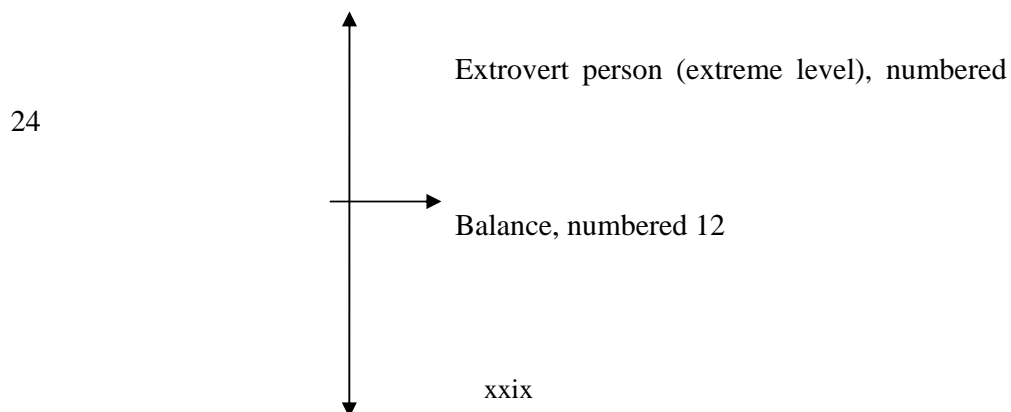 Extrovert person (extreme level), numbered
24
Balance, numbered 12
xxix